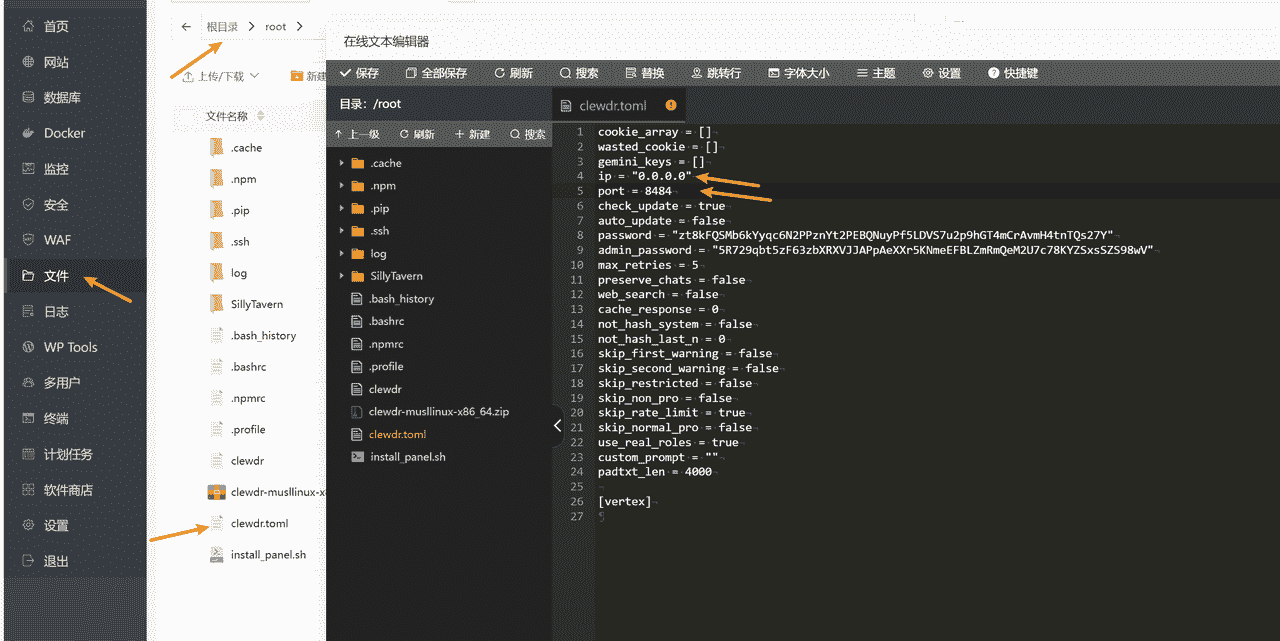 首页
网站
数据库
Docker
监控
安全
WAF
文件
日志
WP Tools
多用户
终端
计划任务
软件商店
设置
退出
根目录 > root >
上传/下载
新建
文件名称
.cache
.npm
.pip
.ssh
log
SillyTavern
.bash_history
.bashrc
.npmrc
.profile
clewdr
clewdr-musllinux-x
clewdr.toml
install_panel.sh
在线文本编辑器
保存 全部保存 刷新 搜索 替换 跳转行 字体大小 主题 设置 快捷键
目录: /root
上一级 刷新 新建 搜索
.cache
.npm
.pip
.ssh
log
SillyTavern
.bash_history
.bashrc
.npmrc
.profile
clewdr
clewdr-musllinux-x86_64.zip
clewdr.toml
install_panel.sh
clewdr.toml
1 cookie_array = []
2 wasted_cookie = []
3 gemini_keys = []
4 ip = "0.0.0.0"
5 port = 8484
6 check_update = true
7 auto_update = false
8 password = "zt8kFQSMb6kYyqc6N2PPznYt2PEBQNuyPf5LDVS7u2p9hGT4mCrAvmH4tnTQs27Y"
9 admin_password = "5R729qbt5zF63zbXRXVJJAPpAeXXr5KNmeEFBLZmRmQeM2U7c78KYZSxsSZS98wV"
10 max_retries = 5
11 preserve_chats = false
12 web_search = false
13 cache_response = 0
14 not_hash_system = false
15 not_hash_last_n = 0
16 skip_first_warning = false
17 skip_second_warning = false
18 skip_restricted = false
19 skip_non_pro = false
20 skip_rate_limit = true
21 skip_normal_pro = false
22 use_real_roles = true
23 custom_prompt = ""
24 padtxt_len = 4000
25
26 [vertex]
27